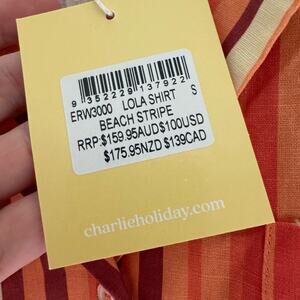 9 352229 137922
ERW3000 LOLA SHIRT S
BEACH STRIPE
RRP:$159.95AUD$100USD
$175.95NZD $139CAD
charlieholiday.com